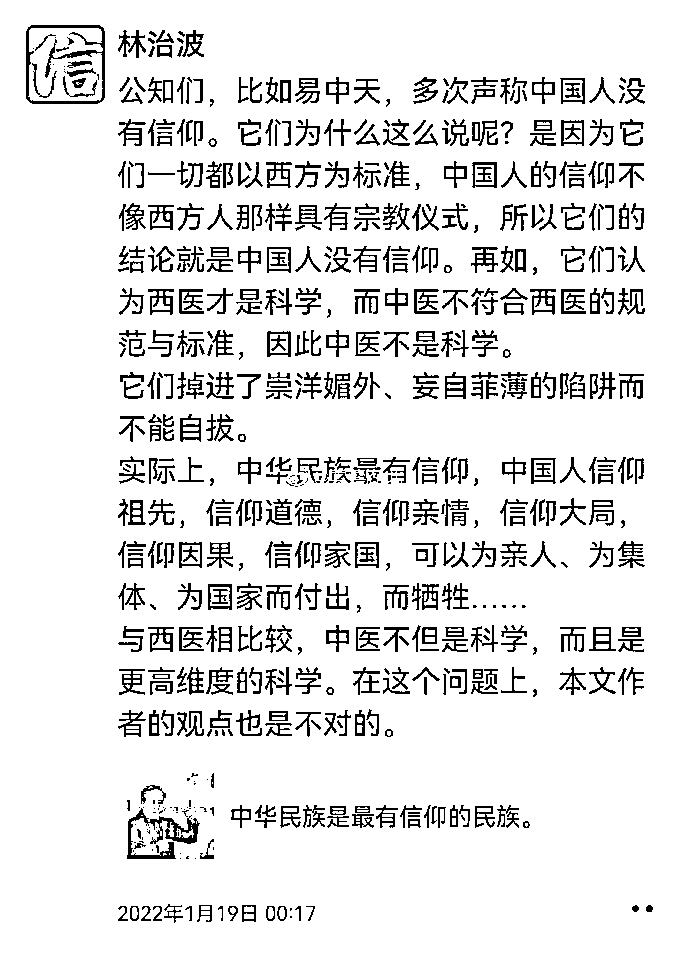 信
林治波
公知们，比如易中天，多次声称中国人没
有信仰。它们为什么这么说呢？是因为它
们一切都以西方为标准，中国人的信仰不
像西方人那样具有宗教仪式，所以它们的
结论就是中国人没有信仰。再如，它们认
为西医才是科学，而中医不符合西医的规
范与标准，因此中医不是科学。
它们掉进了崇洋媚外、妄自菲薄的陷阱而
不能自拔。
实际上，中华民族最有信仰，中国人信仰
祖先，信仰道德，信仰亲情，信仰大局，
信仰因果，信仰家国，可以为亲人、为集
体、为国家而付出，而牺牲……
与西医相比较，中医不但是科学，而且是
更高维度的科学。在这个问题上，本文作
者的观点也是不对的。
中华民族是最有信仰的民族。
2022年1月19日 00:17